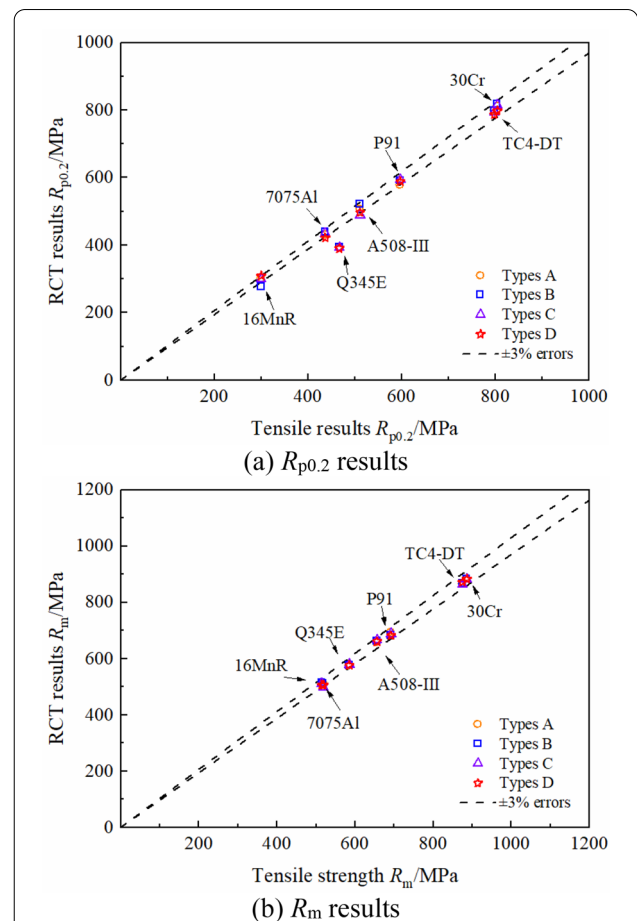 1000
800
600
400
200
0
200
400
600
800
1000
RCT results Rp0.2/MPa
Tensile results Rp0.2/MPa
30Cr
TC4-DT
P91
7075Al
A508-III
Q345E
16MnR
Types A
Types B
Types C
Types D
±3% errors
(a) Rp0.2 results
1200
1000
800
600
400
200
0
200
400
600
800
1000
1200
RCT results Rm/MPa
Tensile strength Rm/MPa
TC4-DT
30Cr
P91
Q345E
A508-III
16MnR
7075Al
Types A
Types B
Types C
Types D
±3% errors
(b) Rm results